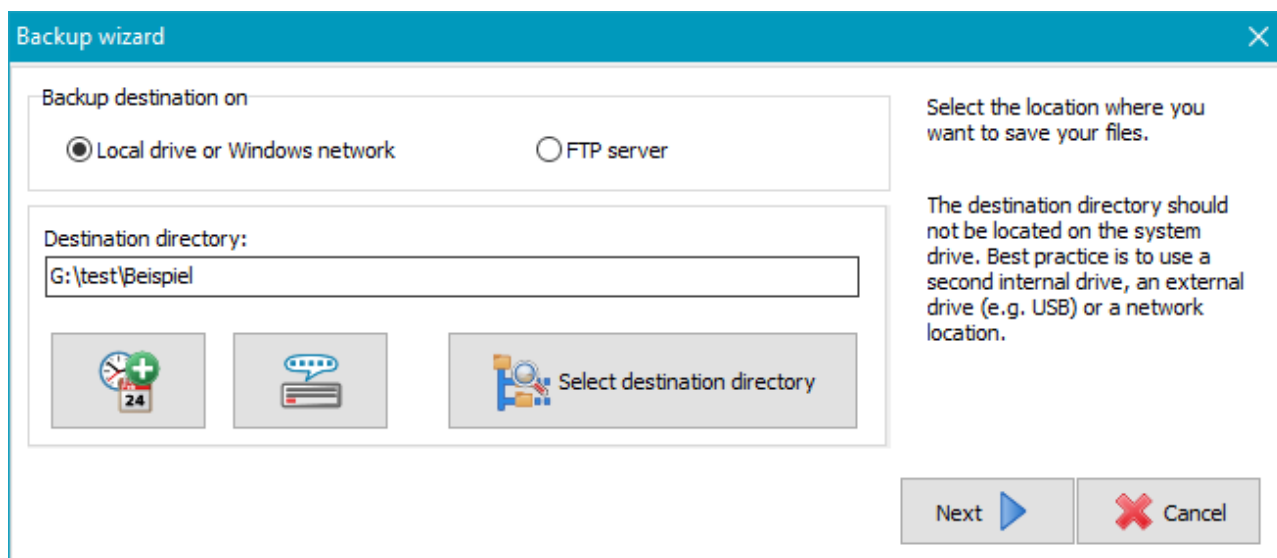 Backup wizard
Backup destination on
Local drive or Windows network
FTP server
Select the location where you
want to save your files.
The destination directory should
not be located on the system
drive. Best practice is to use a
second internal drive, an external
drive (e.g. USB) or a network
location.
Destination directory:
G:\test\Beispiel
24
Select destination directory
Next
Cancel